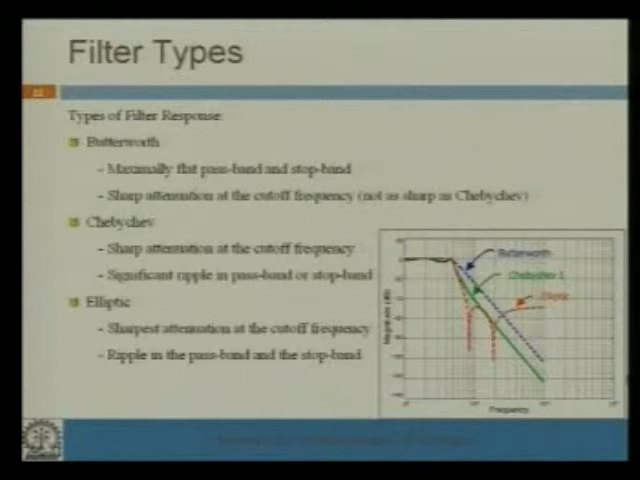 Filter Types
Types of Filter Response:
Butterworth
- Maximally flat pass-band and stop-band
- Sharp attenuation at the cutoff frequency (not as sharp as Chebychev)
Chebychev
- Sharp attenuation at the cutoff frequency
- Significant ripple in pass-band or stop-band
Elliptic
- Sharpest attenuation at the cutoff frequency
- Ripple in the pass-band and the stop-band
Butterworth
Chebychev 1
Elliptic
Magnitude (dB)
Frequency